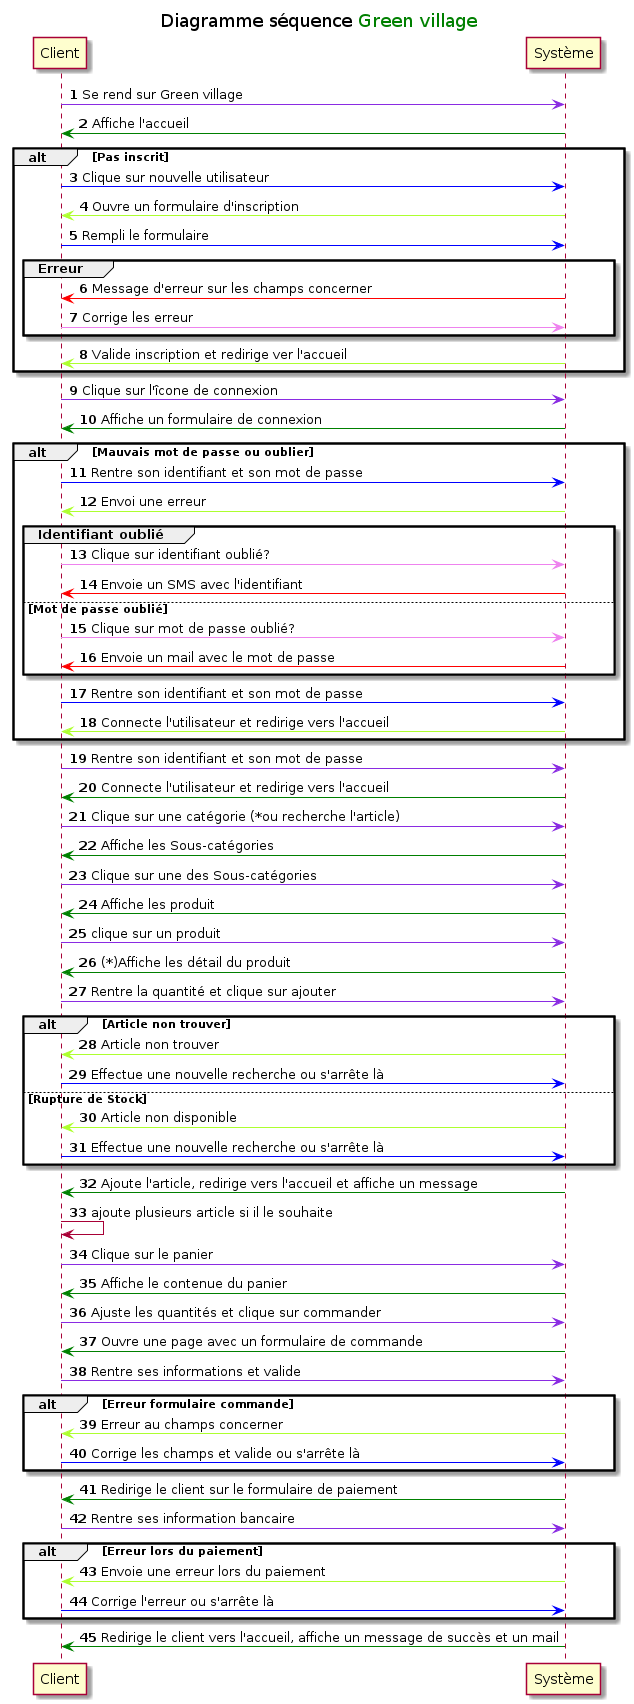 Diagramme séquence Green village
Client Système
1 Se rend sur Green village
2 Affiche l'accueil
alt [Pas inscrit]
3 Clique sur nouvelle utilisateur
4 Ouvre un formulaire d'inscription
5 Rempli le formulaire
Erreur
6 Message d'erreur sur les champs concerner
7 Corrige les erreur
8 Valide inscription et redirige ver l'accueil
9 Clique sur l'îcone de connexion
10 Affiche un formulaire de connexion
alt [Mauvais mot de passe ou oublier]
11 Rentre son identifiant et son mot de passe
12 Envoi une erreur
Identifiant oublié
13 Clique sur identifiant oublié?
14 Envoie un SMS avec l'identifiant
[Mot de passe oublié]
15 Clique sur mot de passe oublié?
16 Envoie un mail avec le mot de passe
17 Rentre son identifiant et son mot de passe
18 Connecte l'utilisateur et redirige vers l'accueil
19 Rentre son identifiant et son mot de passe
20 Connecte l'utilisateur et redirige vers l'accueil
21 Clique sur une catégorie (*ou recherche l'article)
22 Affiche les Sous-catégories
23 Clique sur une des Sous-catégories
24 Affiche les produit
25 clique sur un produit
26 (*)Affiche les détail du produit
27 Rentre la quantité et clique sur ajouter
alt [Article non trouver]
28 Article non trouver
29 Effectue une nouvelle recherche ou s'arrête là
[Rupture de Stock]
30 Article non disponible
31 Effectue une nouvelle recherche ou s'arrête là
32 Ajoute l'article, redirige vers l'accueil et affiche un message
33 ajoute plusieurs article si il le souhaite
34 Clique sur le panier
35 Affiche le contenue du panier
36 Ajuste les quantités et clique sur commander
37 Ouvre une page avec un formulaire de commande
38 Rentre ses informations et valide
alt [Erreur formulaire commande]
39 Erreur au champs concerner
40 Corrige les champs et valide ou s'arrête là
41 Redirige le client sur le formulaire de paiement
42 Rentre ses information bancaire
alt [Erreur lors du paiement]
43 Envoie une erreur lors du paiement
44 Corrige l'erreur ou s'arrête là
45 Redirige le client vers l'accueil, affiche un message de succès et un mail
Client Système